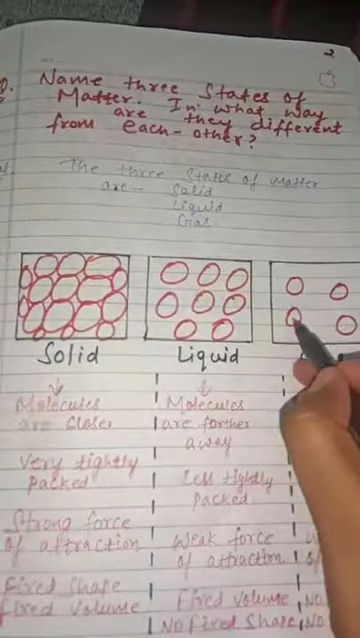 2
Q. Name three States of
Matter. In what way
are they different
from each-other?
The three States of matter
are - Solid
Liquid
Gas
Solid
Liquid
Molecules
are Closer
Very tightly
Packed
Strong force
of attraction
Fixed Shape
Fixed Volume
Molecules
are forther
away
Less tightly
Packed
Weak force
of attraction
Fixed Volume
No Fixed Shape
No
No